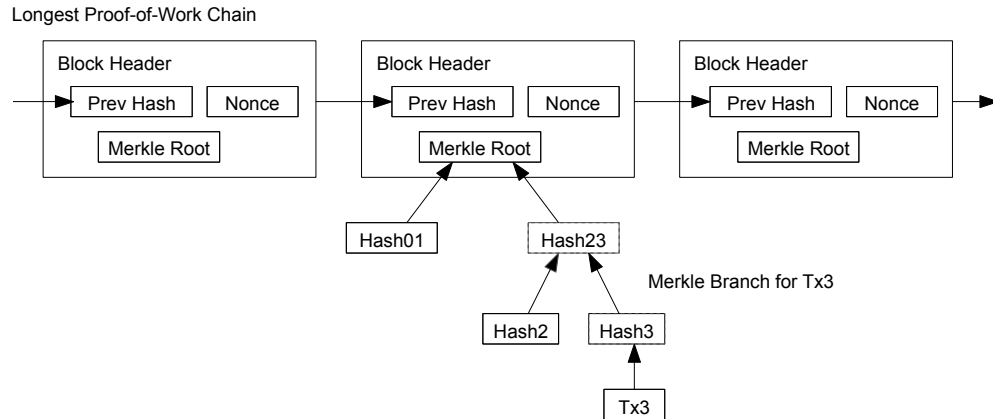 Longest Proof-of-Work Chain
Block Header
Block Header
Block Header
Prev Hash Nonce
Prev Hash Nonce
Prev Hash Nonce
Merkle Root
Merkle Root
Merkle Root
Hash01
Hash23
Merkle Branch for Tx3
Hash2
Hash3
Tx3